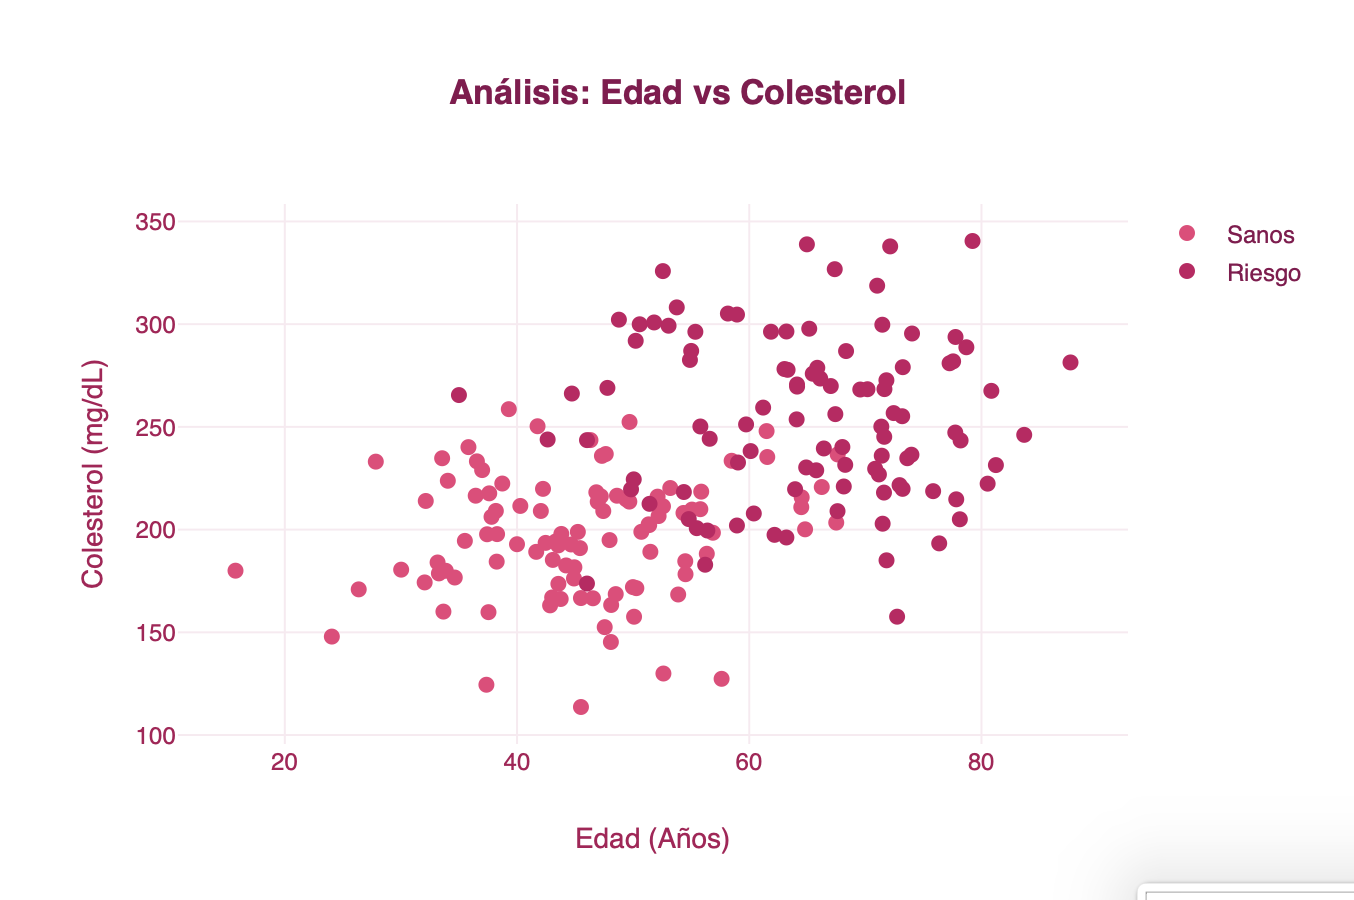 Análisis: Edad vs Colesterol
Sanos
Riesgo
350
300
250
200
150
100
Colesterol (mg/dL)
20 40 60 80
Edad (Años)